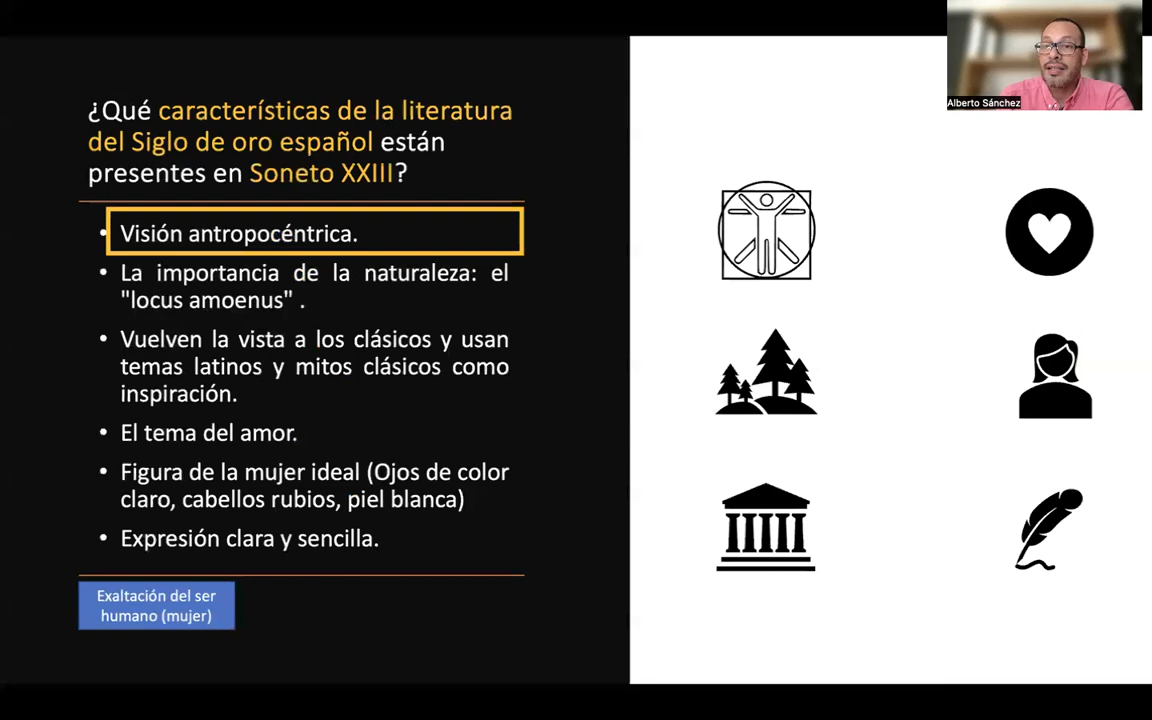 ¿Qué características de la literatura
del Siglo de oro español están
presentes en Soneto XXIII?
• Visión antropocéntrica.
• La importancia de la naturaleza: el
"locus amoenus" .
• Vuelven la vista a los clásicos y usan
temas latinos y mitos clásicos como
inspiración.
• El tema del amor.
• Figura de la mujer ideal (Ojos de color
claro, cabellos rubios, piel blanca)
• Expresión clara y sencilla.
Exaltación del ser
humano (mujer)
Alberto Sánchez